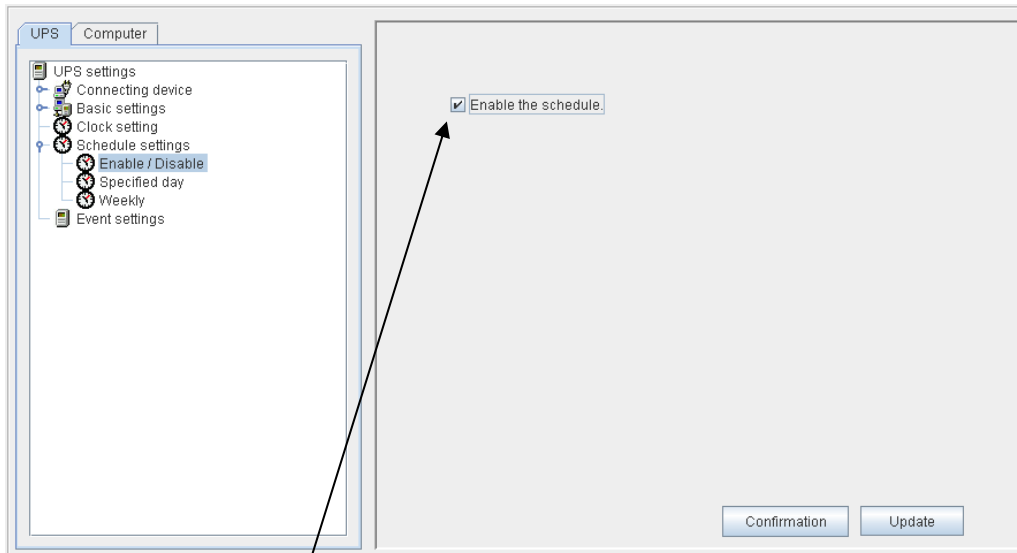 UPS
Computer
UPS settings
Connecting device
Basic settings
Clock setting
Schedule settings
Enable / Disable
Specified day
Weekly
Event settings
Enable the schedule.
Confirmation
Update